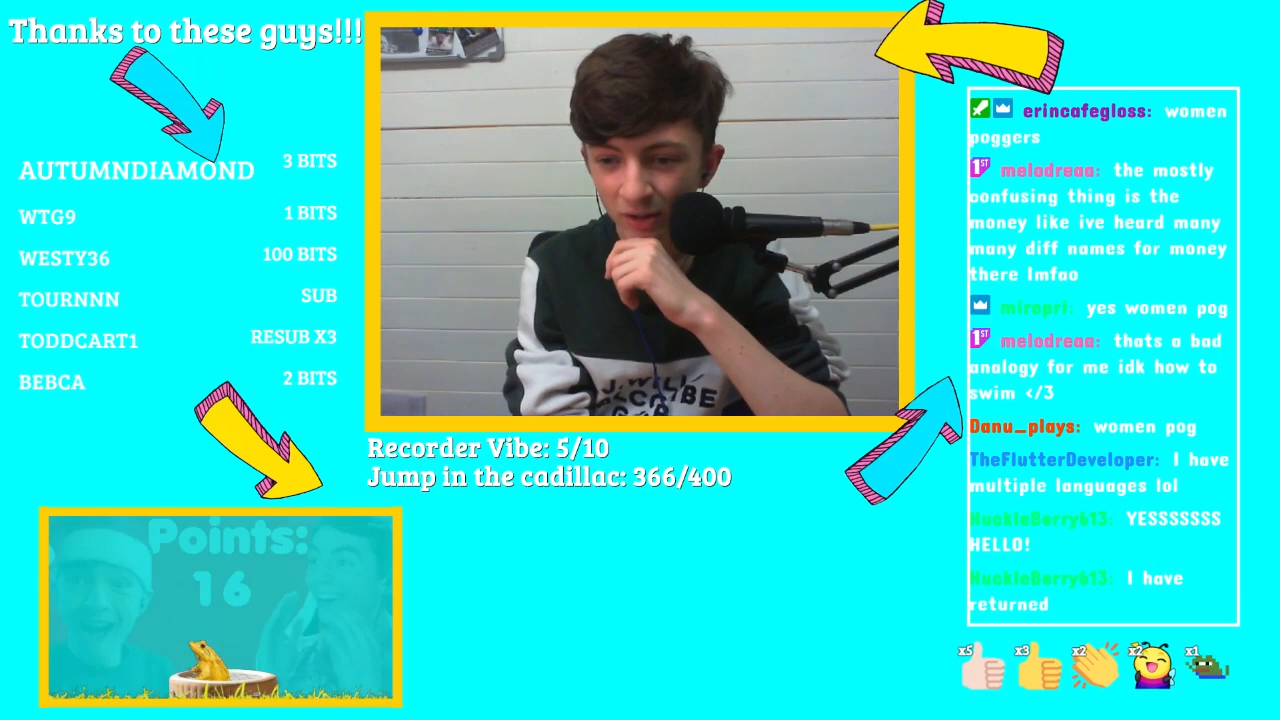 Thanks to these guys!!!
AUTUMNDIAMOND 3 BITS
WTG9 1 BITS
WESTY36 100 BITS
TOURNNN SUB
TODDCART1 RESUB X3
BEBCA 2 BITS
Recorder Vibe: 5/10
Jump in the cadillac: 366/400
Points:
16
erincafegloss: women
poggers
1ST melodreaa: the mostly
confusing thing is the
money like ive heard many
many diff names for money
there lmfao
miropri: yes women pog
1ST melodreaa: thats a bad
analogy for me idk how to
swim </3
Danu_plays: women pog
TheFlutterDeveloper: I have
multiple languages lol
HuckleBerry613: YESSSSSSS
HELLO!
HuckleBerry613: I have
returned
x5 x3 x2 x2 x1